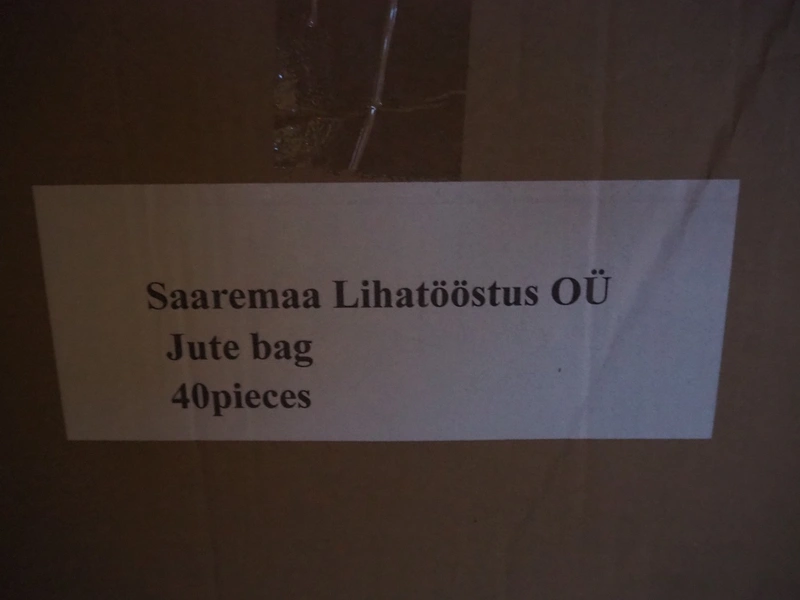 Saaremaa Lihatööstus OÜ
Jute bag
40pieces